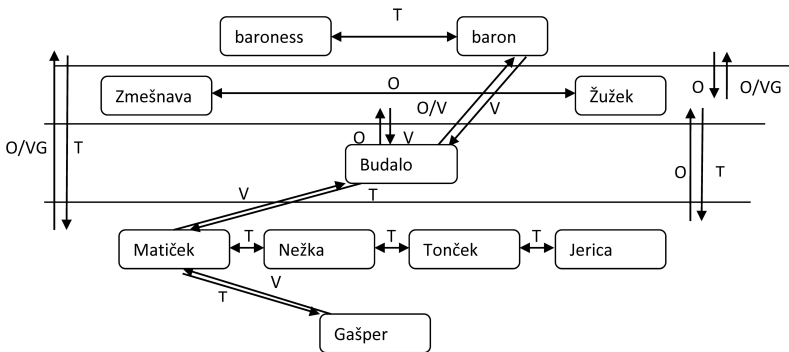 T
baroness baron
O
Zmešnava Žužek
O O/VG
O/V V
O V
O/VG T
Budalo
O T
V
T
Matiček T Nežka T Tonček T Jerica
V
T
Gašper